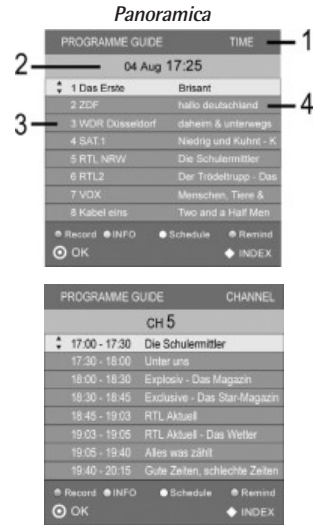 Panoramica
PROGRAMME GUIDE TIME 1
2 04 Aug 17:25
1 Das Erste Brisant
2 ZDF hallo deutschland 4
3 3 WDR Düsseldorf daheim & unterwegs
4 SAT.1 Niedrig und Kuhnt - K
5 RTL NRW Die Schulermittler
6 RTL2 Der Trödeltrupp - Das
7 VOX Menschen, Tiere &
8 Kabel eins Two and a Half Men
Record INFO Schedule Remind
OK INDEX
PROGRAMME GUIDE CHANNEL
CH 5
17:00 - 17:30 Die Schulermittler
17:30 - 18:00 Unter uns
18:00 - 18:30 Explosiv - Das Magazin
18:30 - 18:45 Exclusive - Das Star-Magazin
18:45 - 19:03 RTL Aktuell
19:03 - 19:05 RTL Aktuell - Das Wetter
19:05 - 19:40 Alles was zählt
19:40 - 20:15 Gute Zeiten, schlechte Zeiten
Record INFO Schedule Remind
OK INDEX